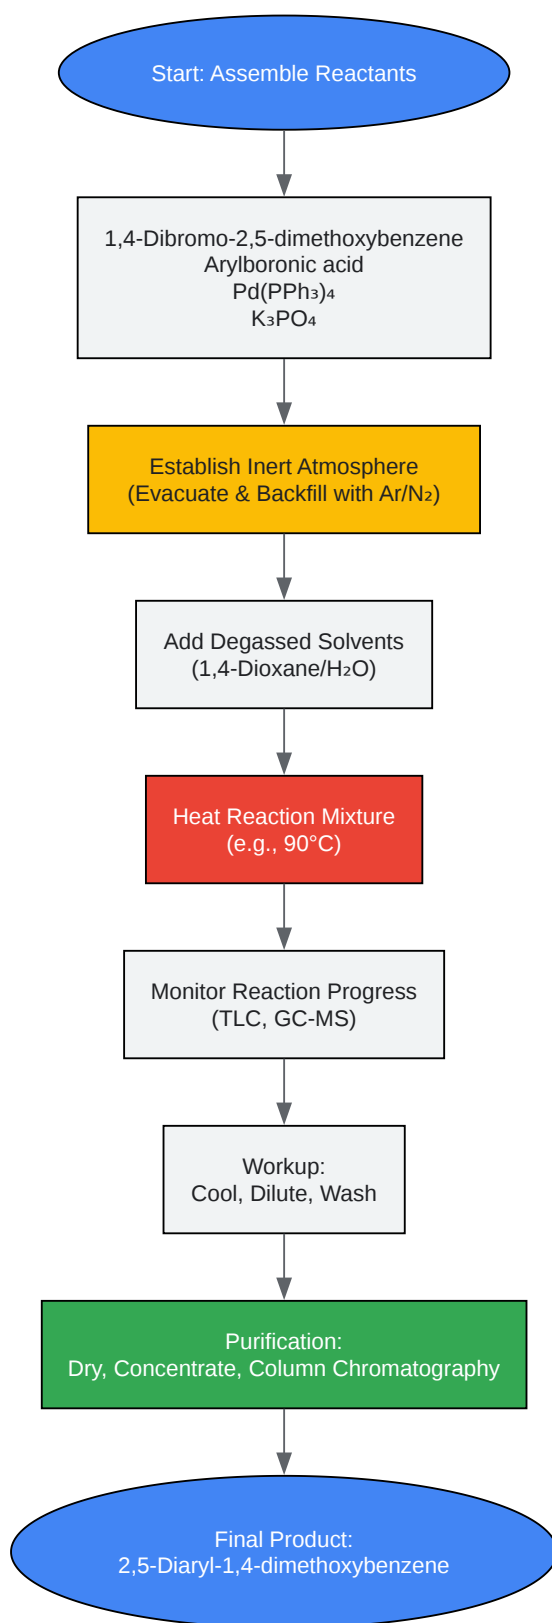 Start: Assemble Reactants
1,4-Dibromo-2,5-dimethoxybenzene
Arylboronic acid
Pd(PPh₃)₄
K₃PO₄
Establish Inert Atmosphere
(Evacuate & Backfill with Ar/N₂)
Add Degassed Solvents
(1,4-Dioxane/H₂O)
Heat Reaction Mixture
(e.g., 90°C)
Monitor Reaction Progress
(TLC, GC-MS)
Workup:
Cool, Dilute, Wash
Purification:
Dry, Concentrate, Column Chromatography
Final Product:
2,5-Diaryl-1,4-dimethoxybenzene